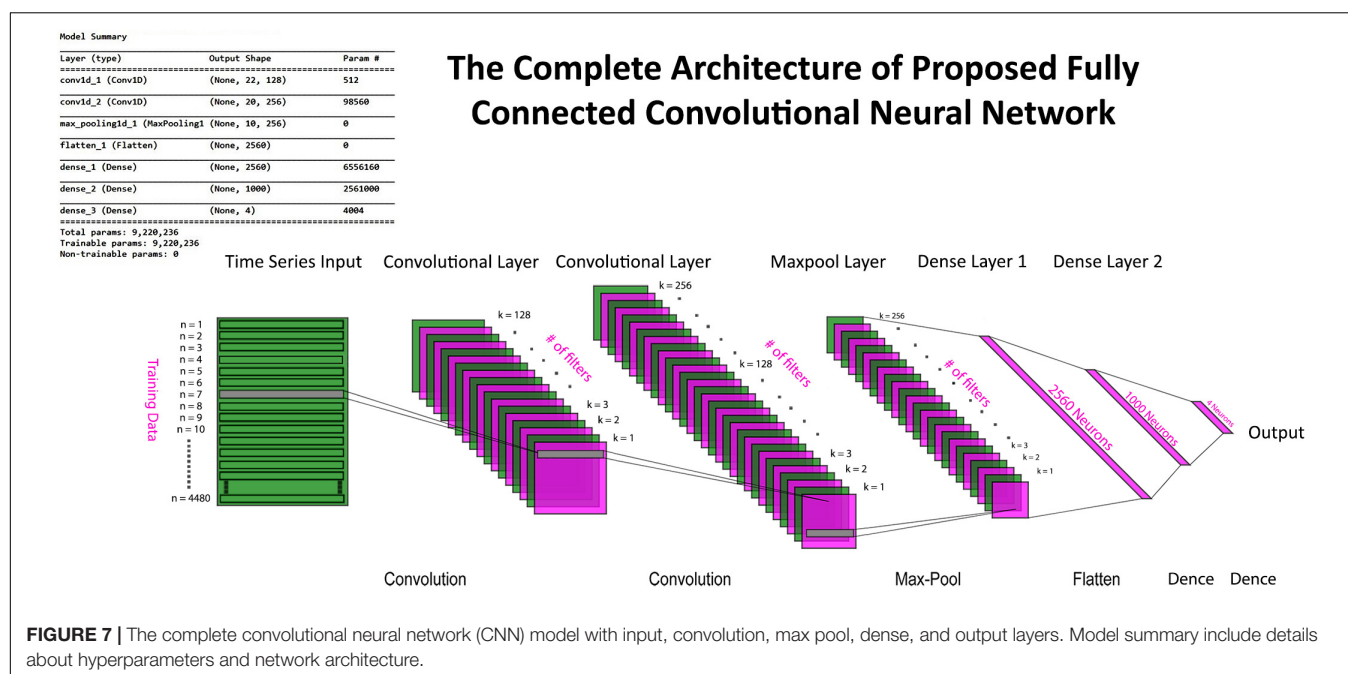 Model Summary
Layer (type) Output Shape Param #
=================================================================
conv1d_1 (Conv1D) (None, 22, 128) 512
conv1d_2 (Conv1D) (None, 20, 256) 98560
max_pooling1d_1 (MaxPooling1 (None, 10, 256) 0
flatten_1 (Flatten) (None, 2560) 0
dense_1 (Dense) (None, 2560) 6556160
dense_2 (Dense) (None, 1000) 2561000
dense_3 (Dense) (None, 4) 4004
=================================================================
Total params: 9,220,236
Trainable params: 9,220,236
Non-trainable params: 0
The Complete Architecture of Proposed Fully
Connected Convolutional Neural Network
Time Series Input
Convolutional Layer
Convolutional Layer
Maxpool Layer
Dense Layer 1
Dense Layer 2
Training Data
n = 1
n = 2
n = 3
n = 4
n = 5
n = 6
n = 7
n = 8
n = 9
n = 10
n = 4480
k = 128
# of filters
k = 3
k = 2
k = 1
k = 256
k = 128
# of filters
k = 3
k = 2
k = 1
k = 256
# of filters
k = 3
k = 2
k = 1
2560 Neurons
1000 Neurons
4 Neurons
Output
Convolution
Convolution
Max-Pool
Flatten
Dence
Dence
FIGURE 7 | The complete convolutional neural network (CNN) model with input, convolution, max pool, dense, and output layers. Model summary include details
about hyperparameters and network architecture.